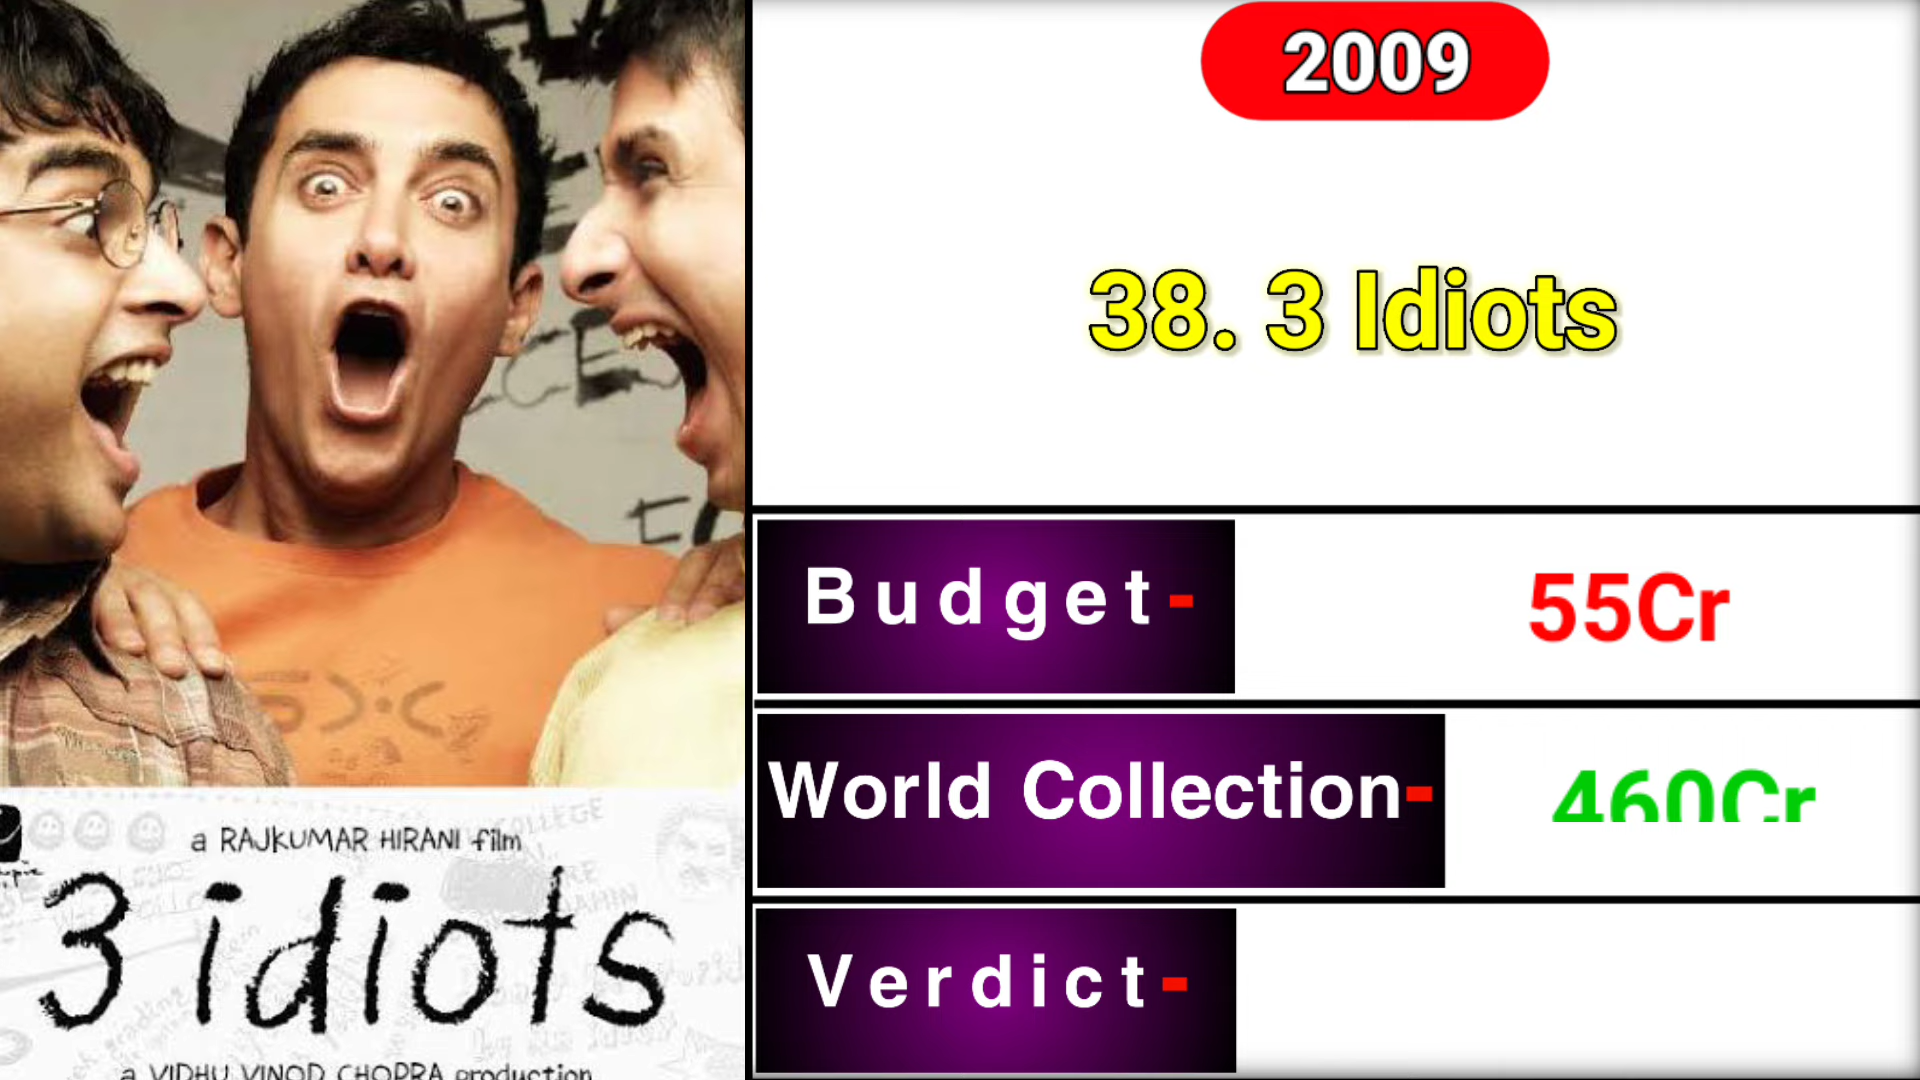 a RAJKUMAR HIRANI film
3 idiots
a VIDHU VINOD CHOPRA production
2009
38. 3 Idiots
Budget- 55Cr
World Collection- 460Cr
Verdict-